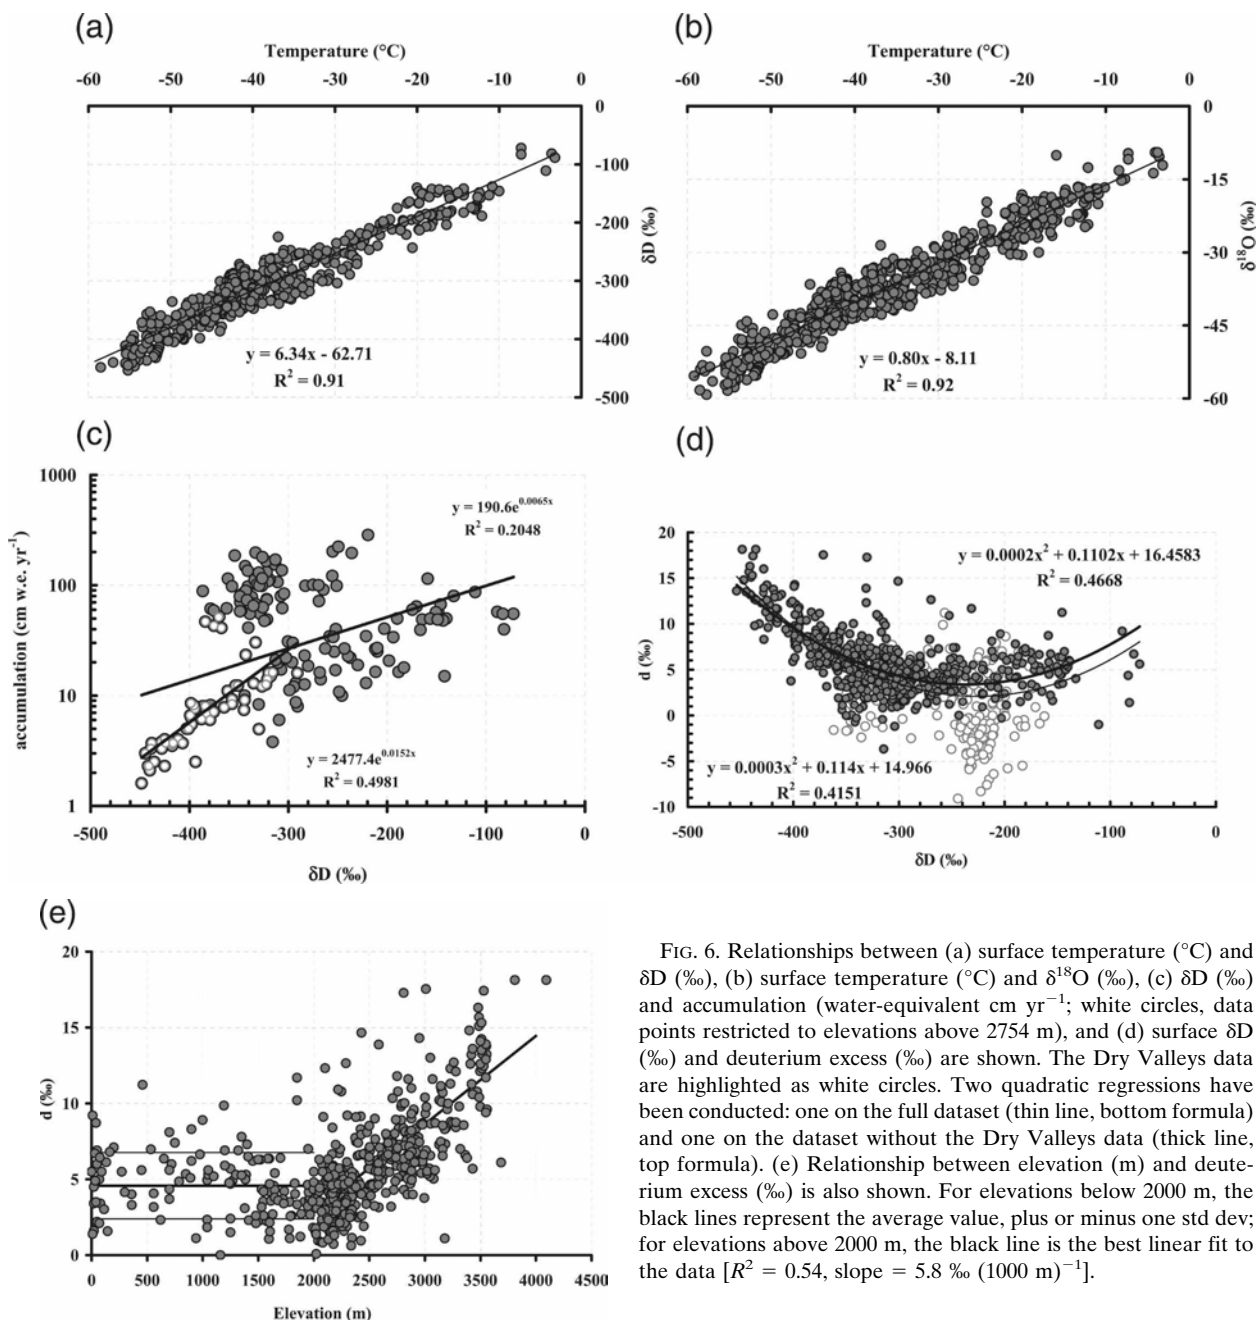 (a)
Temperature (°C)
-60 -50 -40 -30 -20 -10 0
0
-100
-200
-300
-400
-500
δD (‰)
y = 6.34x - 62.71
R² = 0.91
(b)
Temperature (°C)
-60 -50 -40 -30 -20 -10 0
0
-15
-30
-45
-60
δ¹⁸O (‰)
y = 0.80x - 8.11
R² = 0.92
(c)
accumulation (cm w.e. yr⁻¹)
1000
100
10
1
y = 190.6e^0.0065x
R² = 0.2048
y = 2477.4e^0.0152x
R² = 0.4981
-500 -400 -300 -200 -100 0
δD (‰)
(d)
d (‰)
20
15
10
5
0
-5
-10
y = 0.0002x² + 0.1102x + 16.4583
R² = 0.4668
y = 0.0003x² + 0.114x + 14.966
R² = 0.4151
-500 -400 -300 -200 -100 0
δD (‰)
(e)
d (‰)
20
15
10
5
0
0 500 1000 1500 2000 2500 3000 3500 4000 4500
Elevation (m)
FIG. 6. Relationships between (a) surface temperature (°C) and
δD (‰), (b) surface temperature (°C) and δ¹⁸O (‰), (c) δD (‰)
and accumulation (water-equivalent cm yr⁻¹; white circles, data
points restricted to elevations above 2754 m), and (d) surface δD
(‰) and deuterium excess (‰) are shown. The Dry Valleys data
are highlighted as white circles. Two quadratic regressions have
been conducted: one on the full dataset (thin line, bottom formula)
and one on the dataset without the Dry Valleys data (thick line,
top formula). (e) Relationship between elevation (m) and deute-
rium excess (‰) is also shown. For elevations below 2000 m, the
black lines represent the average value, plus or minus one std dev;
for elevations above 2000 m, the black line is the best linear fit to
the data [R² = 0.54, slope = 5.8 ‰ (1000 m)⁻¹].